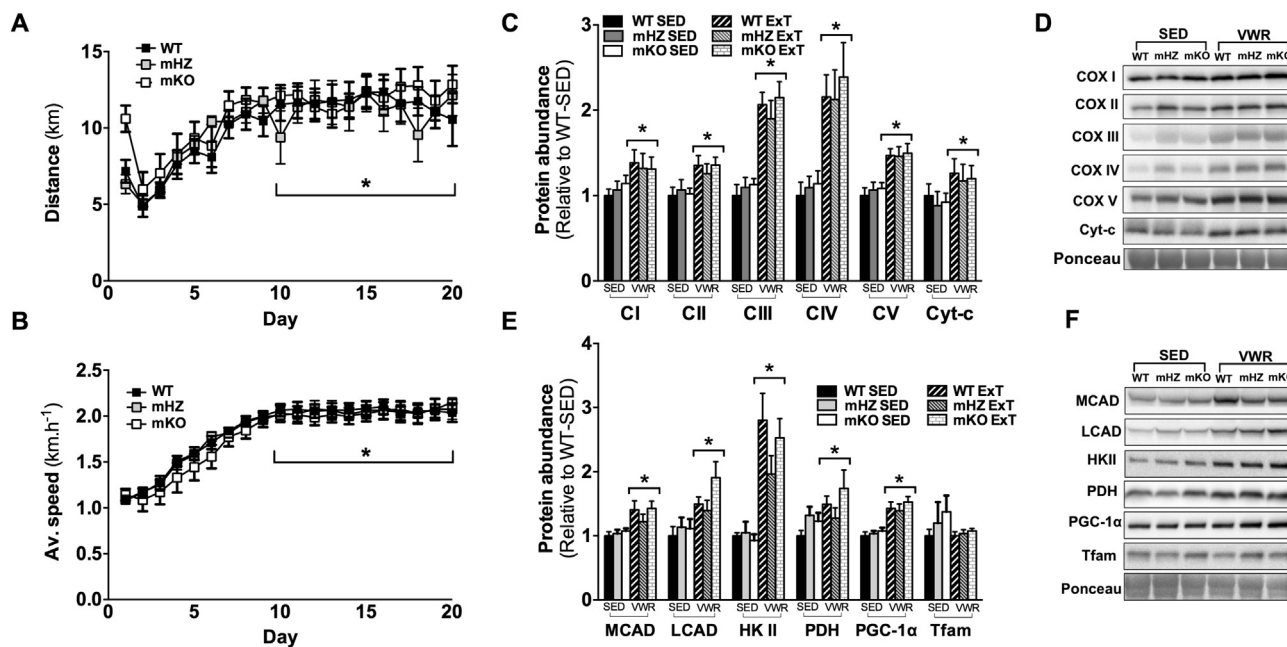 A
WT
mHZ
mKO
15
10
5
0
Distance (km)
*
0 5 10 15 20
Day
B
WT
mHZ
mKO
2.5
2.0
1.5
1.0
0.5
0.0
Av. speed (km.h-1)
*
0 5 10 15 20
Day
C
WT SED WT ExT
mHZ SED mHZ ExT
mKO SED mKO ExT
3
2
1
0
Protein abundance
(Relative to WT-SED)
* * * * * *
SED VWR SED VWR SED VWR SED VWR SED VWR SED VWR
CI CII CIII CIV CV Cyt-c
D
SED VWR
WT mHZ mKO WT mHZ mKO
COX I
COX II
COX III
COX IV
COX V
Cyt-c
Ponceau
E
WT SED WT ExT
mHZ SED mHZ ExT
mKO SED mKO ExT
4
3
2
1
0
Protein abundance
(Relative to WT-SED)
* * * * *
SED VWR SED VWR SED VWR SED VWR SED VWR SED VWR
MCAD LCAD HK II PDH PGC-1α Tfam
F
SED VWR
WT mHZ mKO WT mHZ
MCAD
LCAD
HKII
PDH
PGC-1α
Tfam
Ponceau